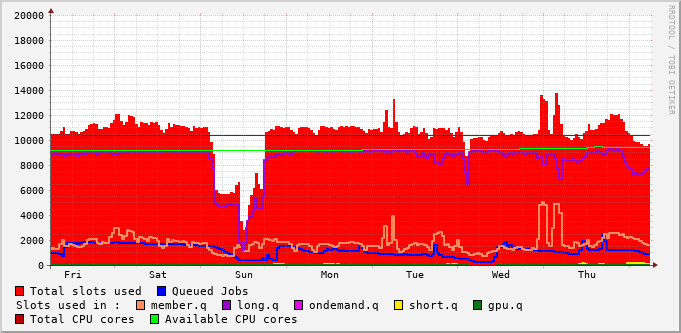 20000
18000
16000
14000
12000
10000
8000
6000
4000
2000
0
Fri Sat Sun Mon Tue Wed Thu
RRDTOOL / TOBI OETIKER
Total slots used Queued Jobs
Slots used in : member.q long.q ondemand.q short.q gpu.q
Total CPU cores Available CPU cores